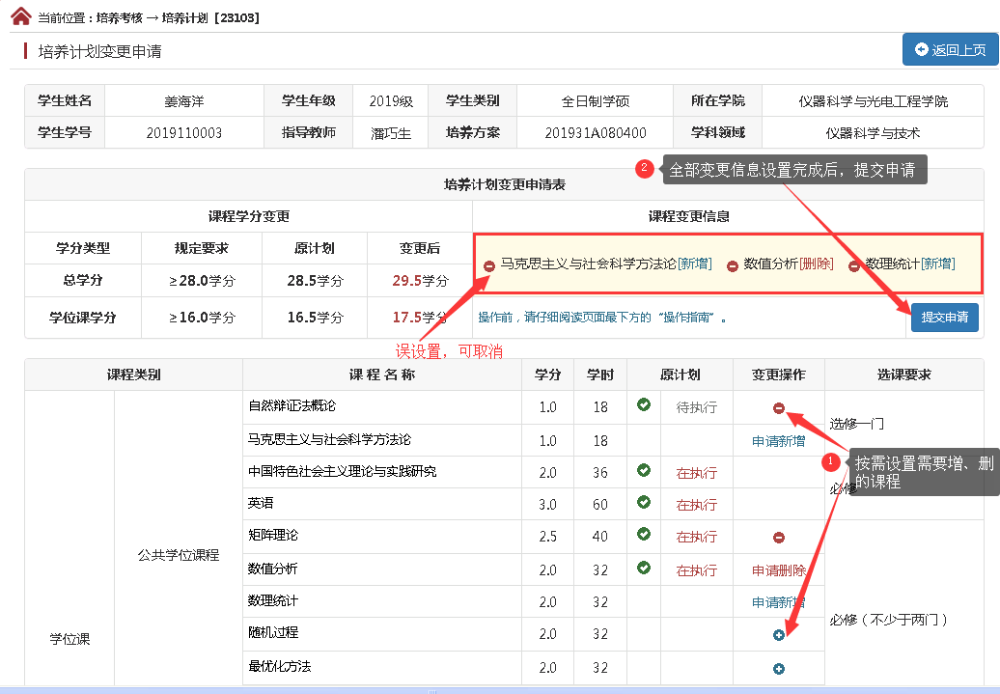 当前位置：培养考核 → 培养计划 [23103]
培养计划变更申请
返回上页
学生姓名 姜海洋 学生年级 2019级 学生类别 全日制学硕 所在学院 仪器科学与光电工程学院
学生学号 2019110003 指导教师 潘巧生 培养方案 201931A080400 学科领域 仪器科学与技术
2 全部变更信息设置完成后，提交申请
培养计划变更申请表
课程学分变更 课程变更信息
学分类型 规定要求 原计划 变更后
马克思主义与社会科学方法论[新增] 数值分析[删除] 数理统计[新增]
总学分 ≥28.0学分 28.5学分 29.5学分
学位课学分 ≥16.0学分 16.5学分 17.5学分 操作前，请仔细阅读页面最下方的“操作指南”。 提交申请
误设置，可取消
课程类别 课 程 名 称 学分 学时 原计划 变更操作 选课要求
自然辩证法概论 1.0 18 待执行
选修一门
马克思主义与社会科学方法论 1.0 18 申请新增
1 按需设置需要增、删
的课程
中国特色社会主义理论与实践研究 2.0 36 在执行
必修
英语 3.0 60 在执行
矩阵理论 2.5 40 在执行
公共学位课程
数值分析 2.0 32 在执行 申请删除
数理统计 2.0 32 申请新增
必修（不少于两门）
随机过程 2.0 32
学位课
最优化方法 2.0 32